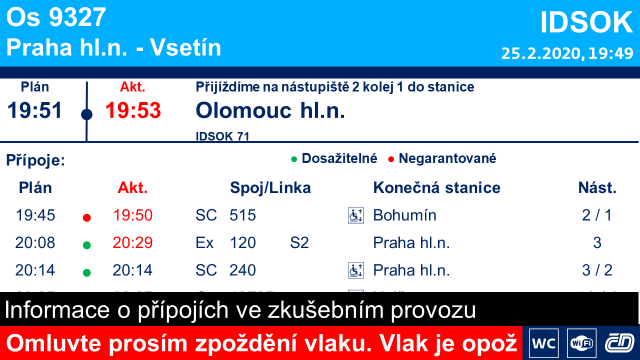 Os 9327
IDSOK
Praha hl.n. - Vsetín
25.2.2020, 19:49
Plán Akt. Přijíždíme na nástupiště 2 kolej 1 do stanice
19:51 19:53 Olomouc hl.n.
IDSOK 71
Přípoje: Dosažitelné Negarantované
Plán Akt. Spoj/Linka Konečná stanice Nást.
19:45 19:50 SC 515 Bohumín 2 / 1
20:08 20:29 Ex 120 S2 Praha hl.n. 3
20:14 20:14 SC 240 Praha hl.n. 3 / 2
Informace o přípojích ve zkušebním provozu
Omluvte prosím zpoždění vlaku. Vlak je opož
WC WiFi ČD